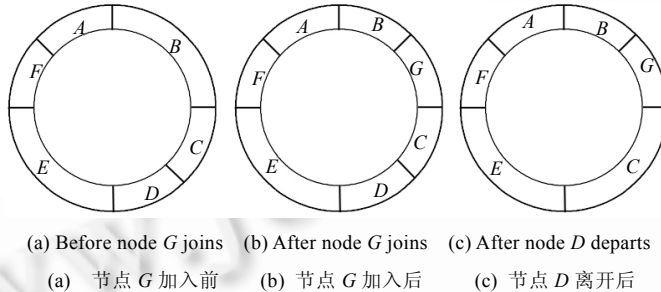 A B C D E F
A B G C D E F
A B G C E F
(a) Before node G joins (b) After node G joins (c) After node D departs
(a) 节点 G 加入前 (b) 节点 G 加入后 (c) 节点 D 离开后